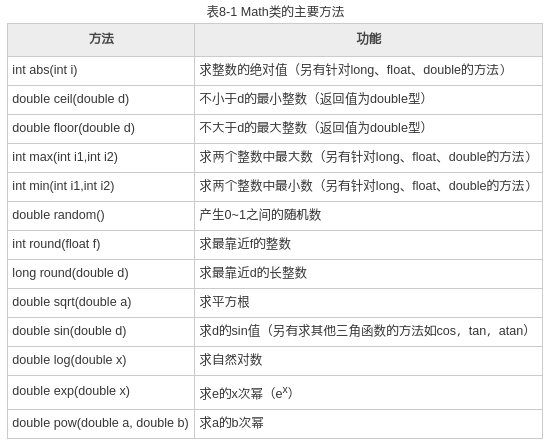 表8-1 Math类的主要方法
方法 功能
int abs(int i) 求整数的绝对值（另有针对long、float、double的方法）
double ceil(double d) 不小于d的最小整数（返回值为double型）
double floor(double d) 不大于d的最大整数（返回值为double型）
int max(int i1,int i2) 求两个整数中最大数（另有针对long、float、double的方法）
int min(int i1,int i2) 求两个整数中最小数（另有针对long、float、double的方法）
double random() 产生0~1之间的随机数
int round(float f) 求最靠近f的整数
long round(double d) 求最靠近d的长整数
double sqrt(double a) 求平方根
double sin(double d) 求d的sin值（另有求其他三角函数的方法如cos，tan，atan）
double log(double x) 求自然对数
double exp(double x) 求e的x次幂（eˣ）
double pow(double a, double b) 求a的b次幂